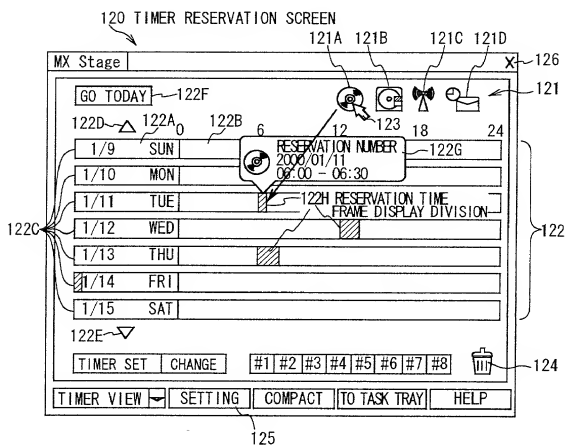 120 TIMER RESERVATION SCREEN
121A 121B 121C 121D
MX Stage X 126
GO TODAY 122F 121
122D 122A 0 122B 6 12 123 18 24
1/9 SUN RESERVATION NUMBER 122G
2000/01/11
1/10 MON 06:00 - 06:30
1/11 TUE 122H RESERVATION TIME
FRAME DISPLAY DIVISION
122C 1/12 WED 122
1/13 THU
1/14 FRI
1/15 SAT
122E
TIMER SET CHANGE #1 #2 #3 #4 #5 #6 #7 #8 124
TIMER VIEW SETTING COMPACT TO TASK TRAY HELP
125